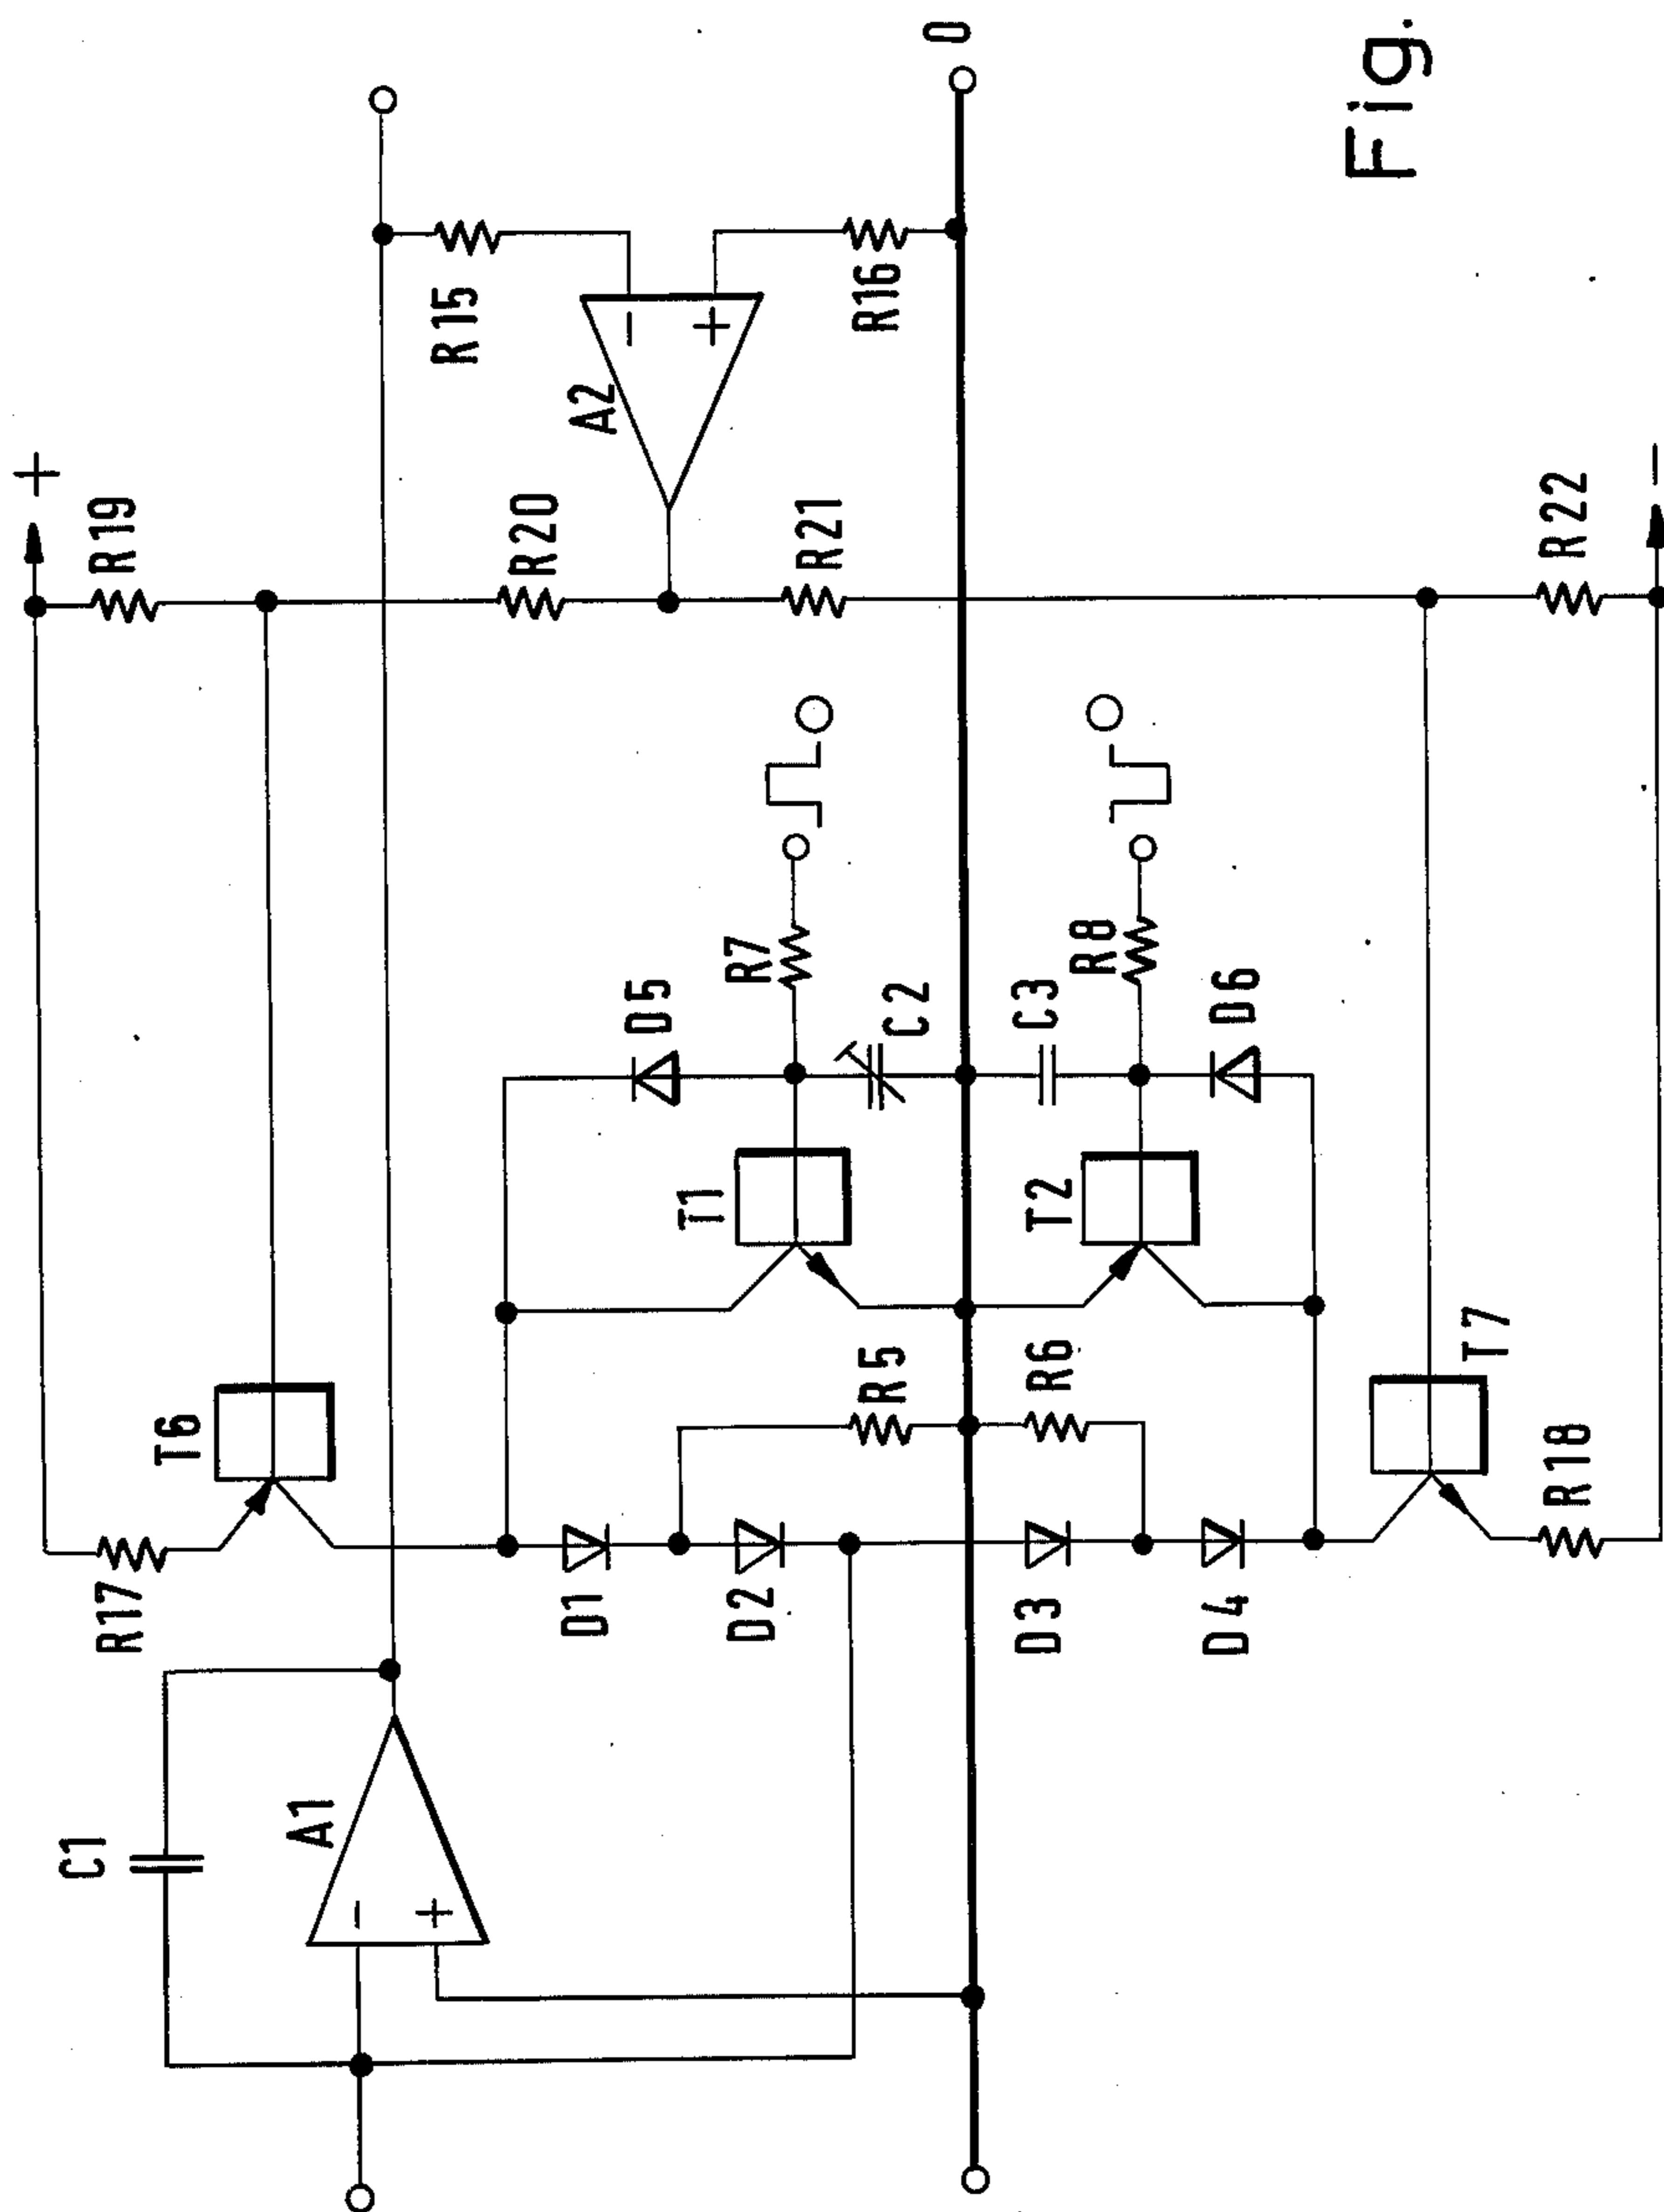 C1
A1
−
+
R17
T6
R19
+
R15
A2
−
+
R20
R21
R16
0
D1
D2
D3
D4
R5
R6
T1
T2
D5
R7
C2
C3
R8
D6
T7
R18
R22
−
Fig.